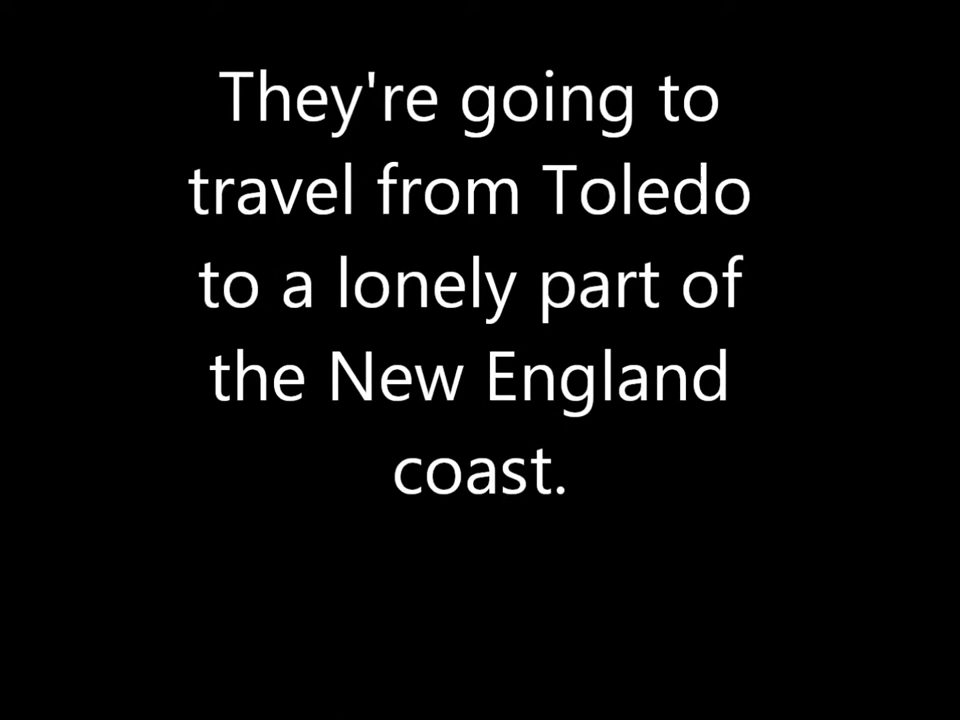 They're going to
travel from Toledo
to a lonely part of
the New England
coast.